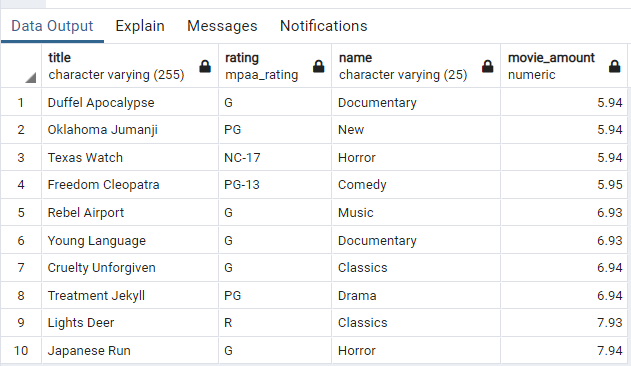 Data Output Explain Messages Notifications
title rating name movie_amount
character varying (255) mpaa_rating character varying (25) numeric
1 Duffel Apocalypse G Documentary 5.94
2 Oklahoma Jumanji PG New 5.94
3 Texas Watch NC-17 Horror 5.94
4 Freedom Cleopatra PG-13 Comedy 5.95
5 Rebel Airport G Music 6.93
6 Young Language G Documentary 6.93
7 Cruelty Unforgiven G Classics 6.94
8 Treatment Jekyll PG Drama 6.94
9 Lights Deer R Classics 7.93
10 Japanese Run G Horror 7.94